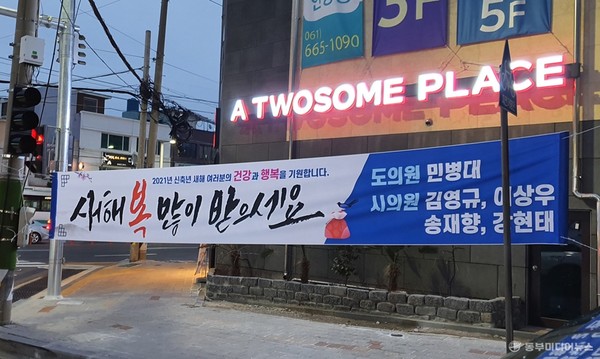 5F
5F
061)
665-1090
A TWOSOME PLACE
2021년 신축년 새해 여러분의 건강과 행복을 기원합니다.
새해 복 많이 받으세요
도의원 민병대
시의원 김영규, 이상우
송재향, 강현태
동부미디어뉴스